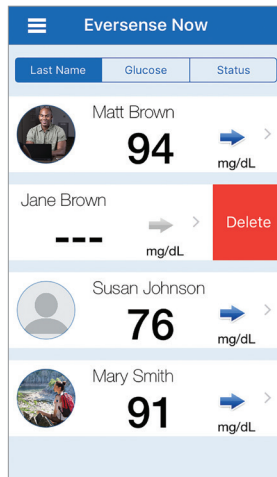 Eversense Now
Last Name Glucose Status
Matt Brown
94
mg/dL
Jane Brown
---
mg/dL
Delete
Susan Johnson
76
mg/dL
Mary Smith
91
mg/dL